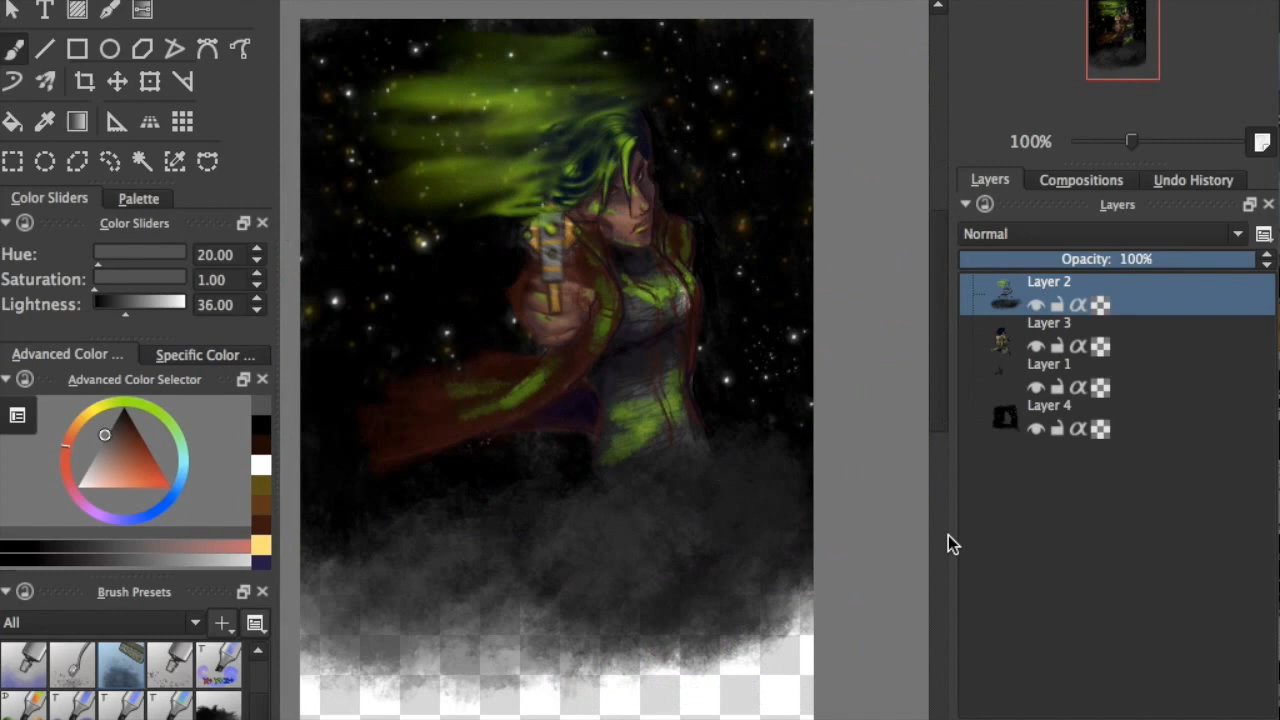 T
Color Sliders
Palette
Color Sliders
Hue: 20.00
Saturation: 1.00
Lightness: 36.00
Advanced Color ...
Specific Color ...
Advanced Color Selector
Brush Presets
All
T
D
T
T
T
100%
Layers
Compositions
Undo History
Layers
Normal
Opacity: 100%
Layer 2
α
Layer 3
α
Layer 1
α
Layer 4
α